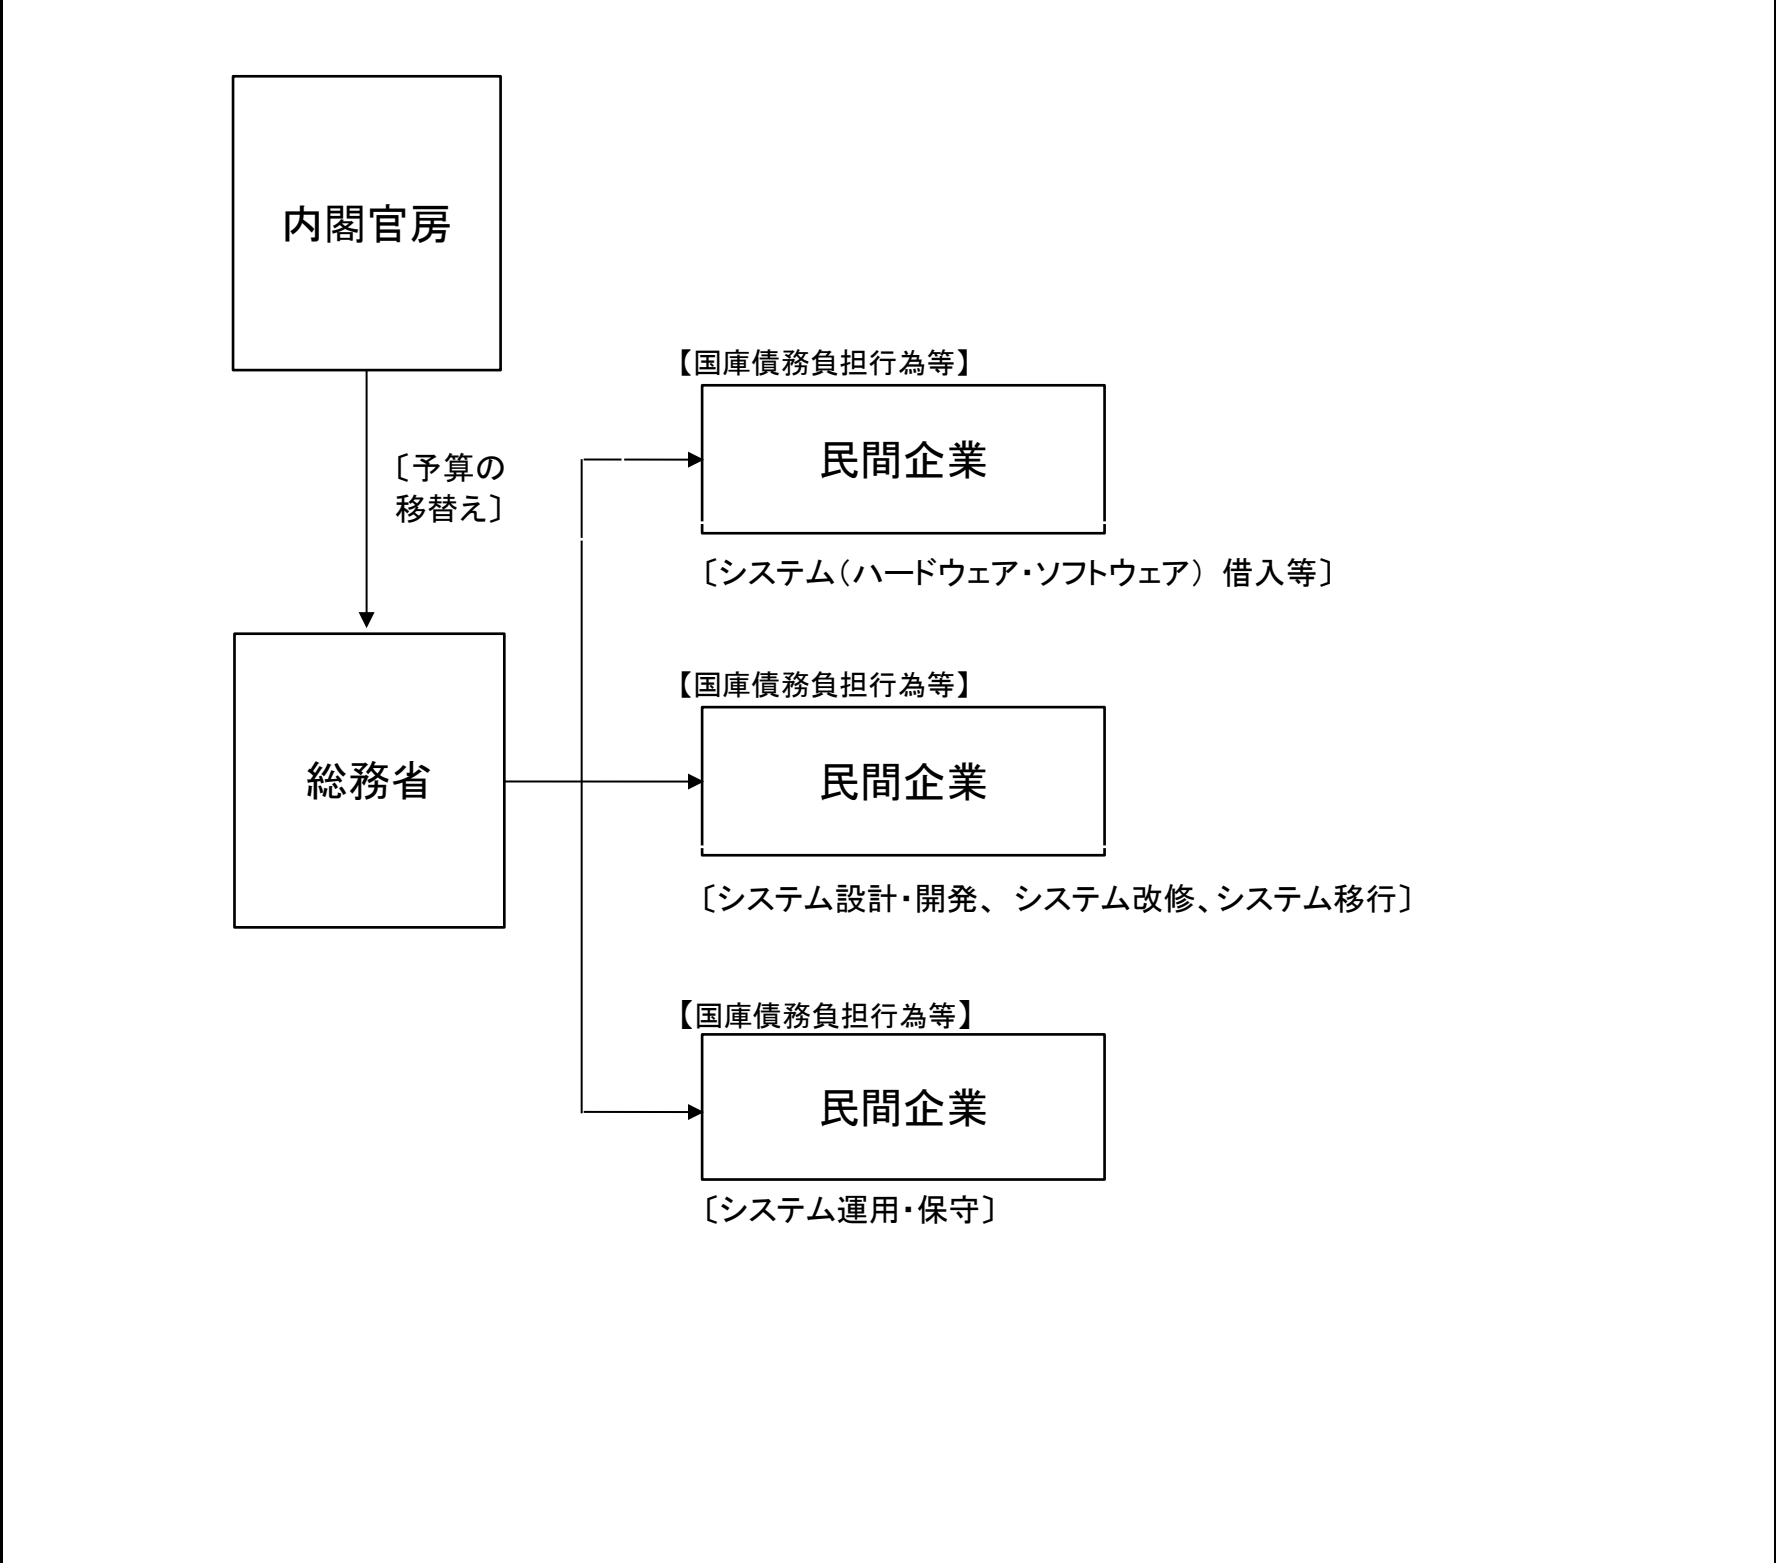 内閣官房
〔予算の
移替え〕
総務省
【国庫債務負担行為等】
民間企業
〔システム(ハードウェア・ソフトウェア) 借入等〕
【国庫債務負担行為等】
民間企業
〔システム設計・開発、 システム改修、システム移行〕
【国庫債務負担行為等】
民間企業
〔システム運用・保守〕